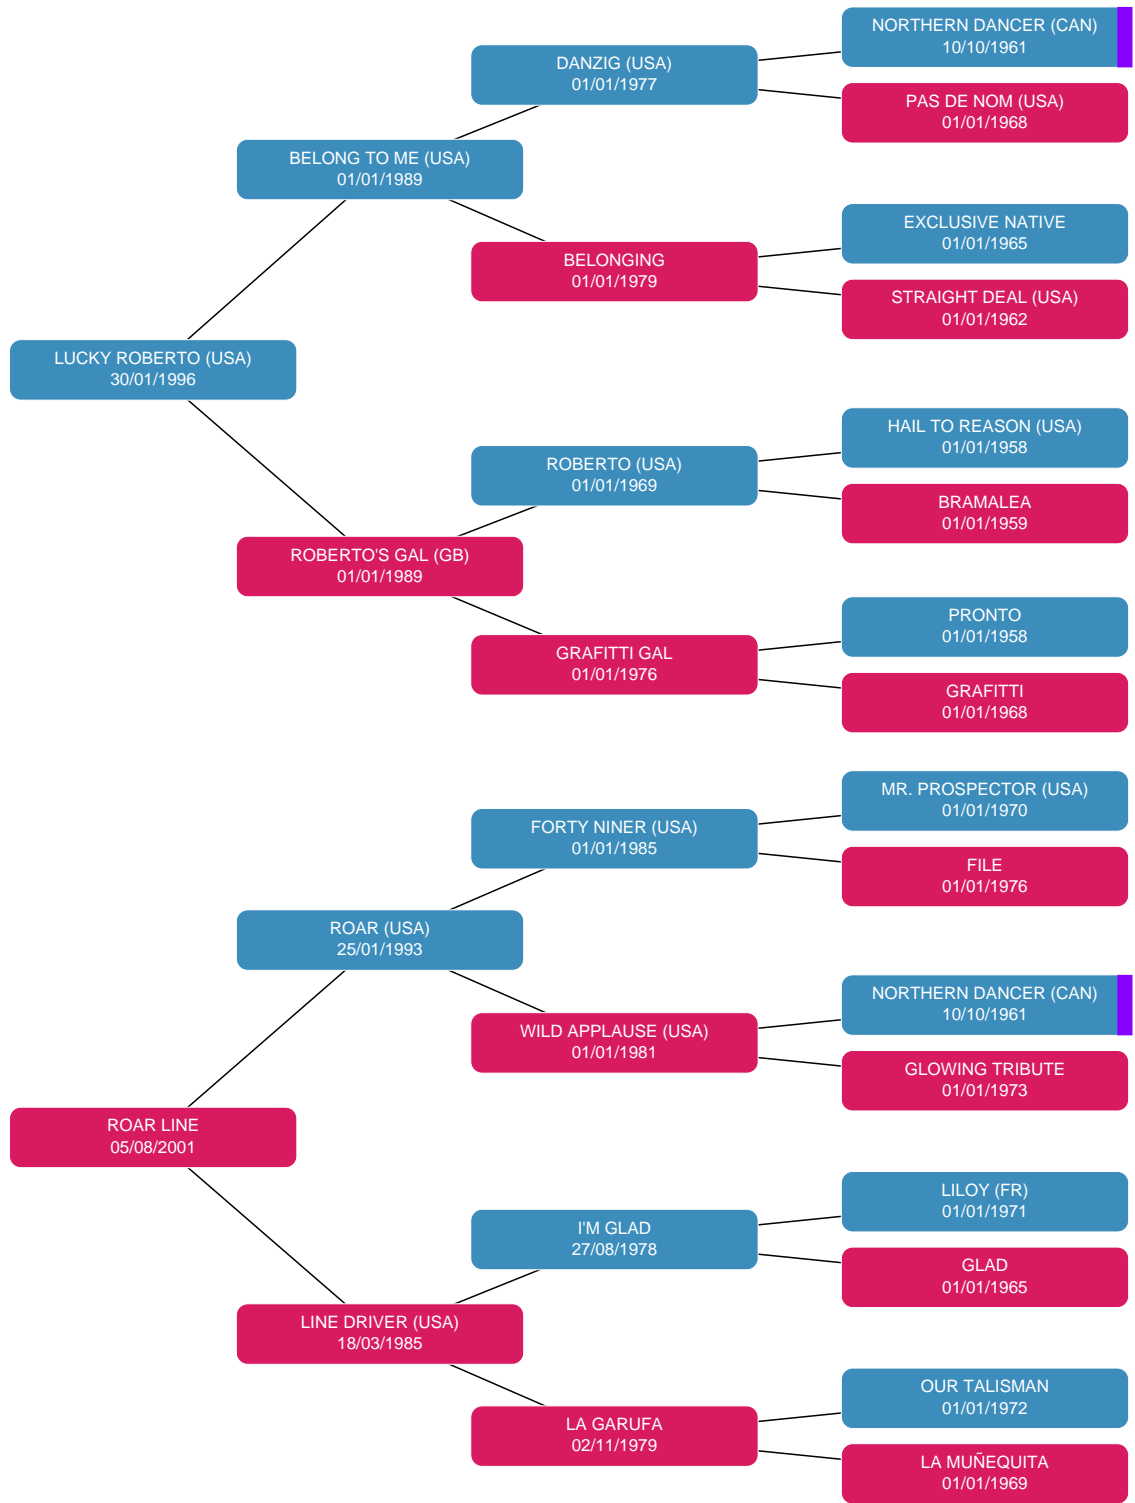 NORTHERN DANCER (CAN)
10/10/1961
DANZIG (USA)
01/01/1977
PAS DE NOM (USA)
01/01/1968
BELONG TO ME (USA)
01/01/1989
EXCLUSIVE NATIVE
01/01/1965
BELONGING
01/01/1979
STRAIGHT DEAL (USA)
01/01/1962
LUCKY ROBERTO (USA)
30/01/1996
HAIL TO REASON (USA)
01/01/1958
ROBERTO (USA)
01/01/1969
BRAMALEA
01/01/1959
ROBERTO'S GAL (GB)
01/01/1989
PRONTO
01/01/1958
GRAFITTI GAL
01/01/1976
GRAFITTI
01/01/1968
MR. PROSPECTOR (USA)
01/01/1970
FORTY NINER (USA)
01/01/1985
FILE
01/01/1976
ROAR (USA)
25/01/1993
NORTHERN DANCER (CAN)
10/10/1961
WILD APPLAUSE (USA)
01/01/1981
GLOWING TRIBUTE
01/01/1973
ROAR LINE
05/08/2001
LILOY (FR)
01/01/1971
I'M GLAD
27/08/1978
GLAD
01/01/1965
LINE DRIVER (USA)
18/03/1985
OUR TALISMAN
01/01/1972
LA GARUFA
02/11/1979
LA MUÑEQUITA
01/01/1969